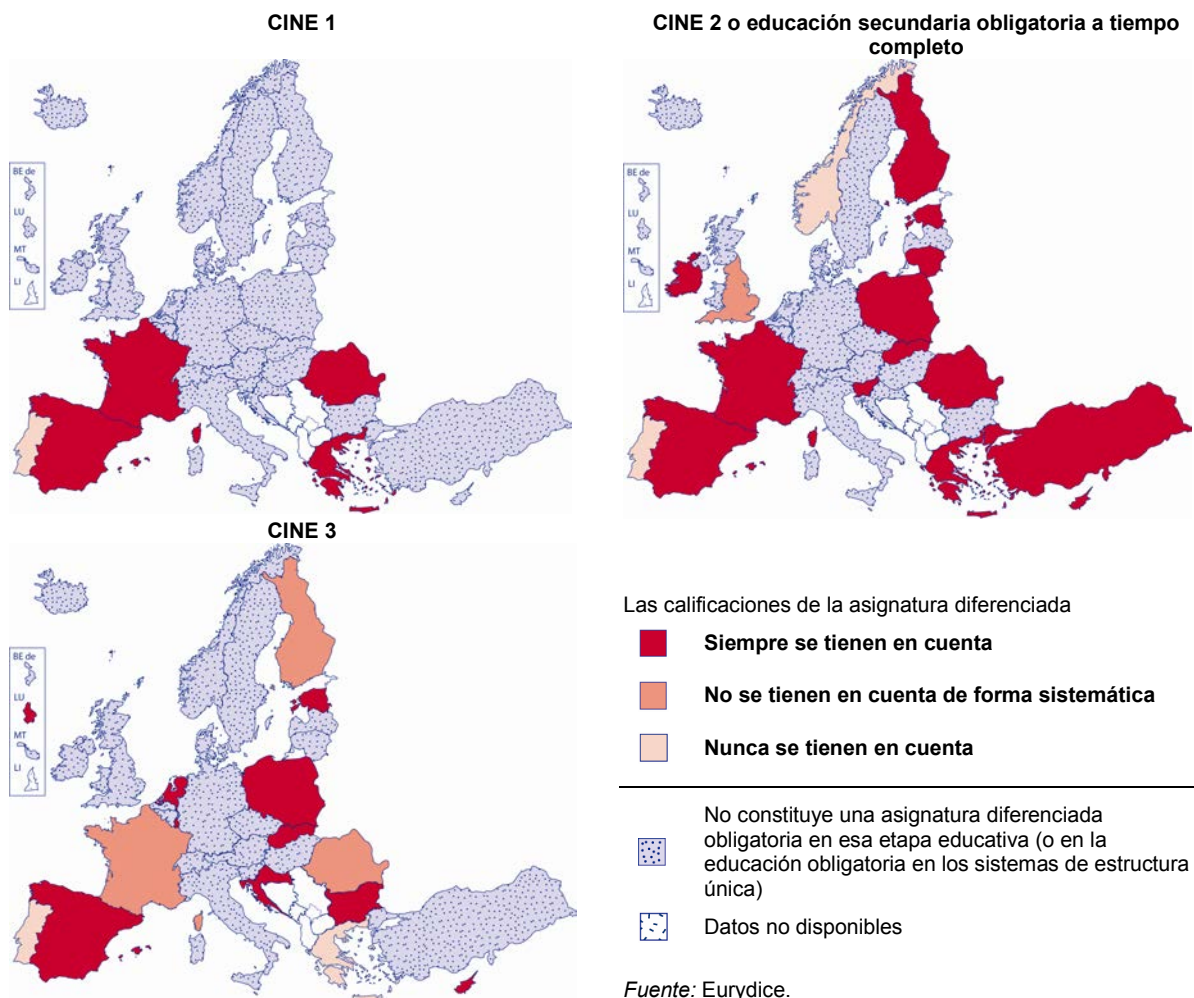 CINE 1
CINE 2 o educación secundaria obligatoria a tiempo
completo
BE de
LU
MT
LI
BE de
LU
MT
LI
CINE 3
BE de
LU
MT
LI
Las calificaciones de la asignatura diferenciada
Siempre se tienen en cuenta
No se tienen en cuenta de forma sistemática
Nunca se tienen en cuenta
No constituye una asignatura diferenciada
obligatoria en esa etapa educativa (o en la
educación obligatoria en los sistemas de estructura
única)
Datos no disponibles
Fuente: Eurydice.